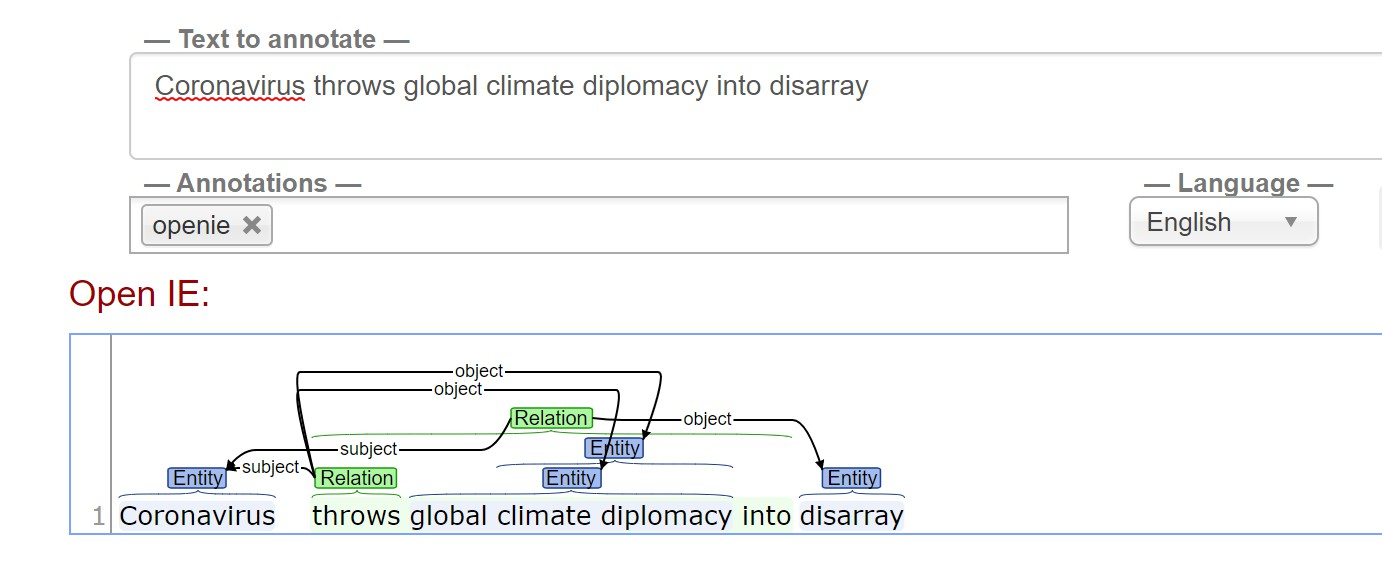 — Text to annotate —
Coronavirus throws global climate diplomacy into disarray
— Annotations — — Language —
openie ✖ English ▼
Open IE:
object
object
Relation object
subject Entity
Entity subject Relation Entity Entity
1 Coronavirus throws global climate diplomacy into disarray